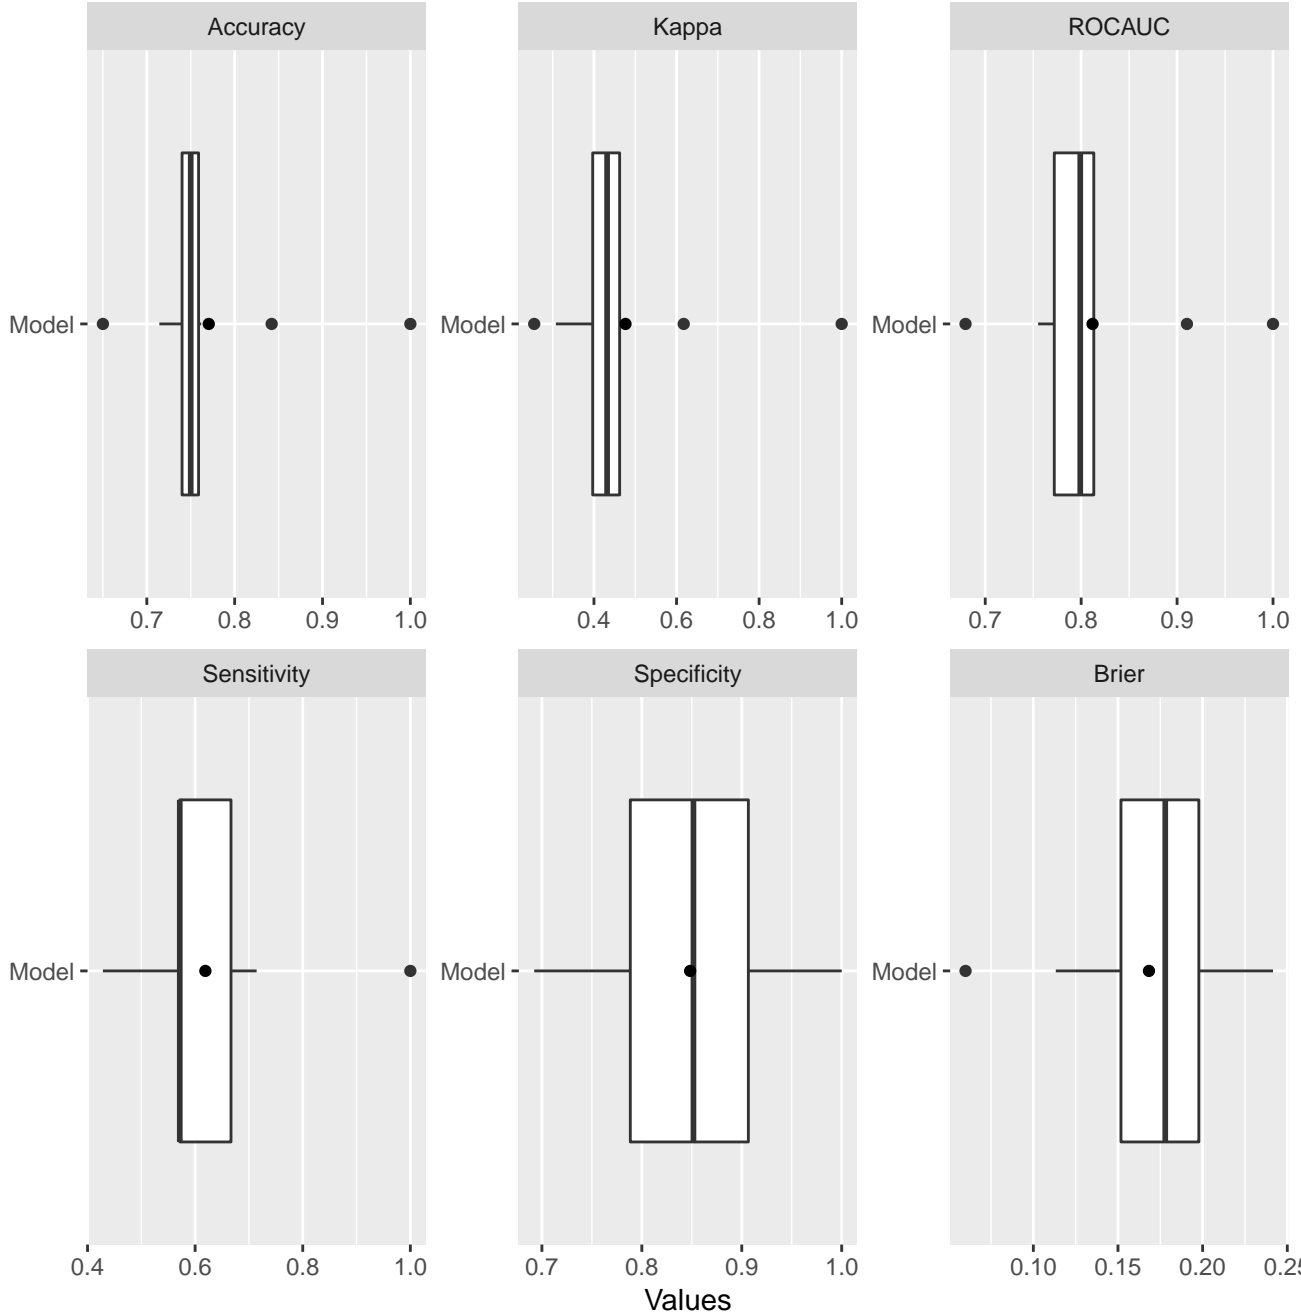 Accuracy Kappa ROCAUC
Model Model Model
0.7 0.8 0.9 1.0 0.4 0.6 0.8 1.0 0.7 0.8 0.9 1.0
Sensitivity Specificity Brier
Model Model Model
0.4 0.6 0.8 1.0 0.7 0.8 0.9 1.0 0.10 0.15 0.20 0.25
Values